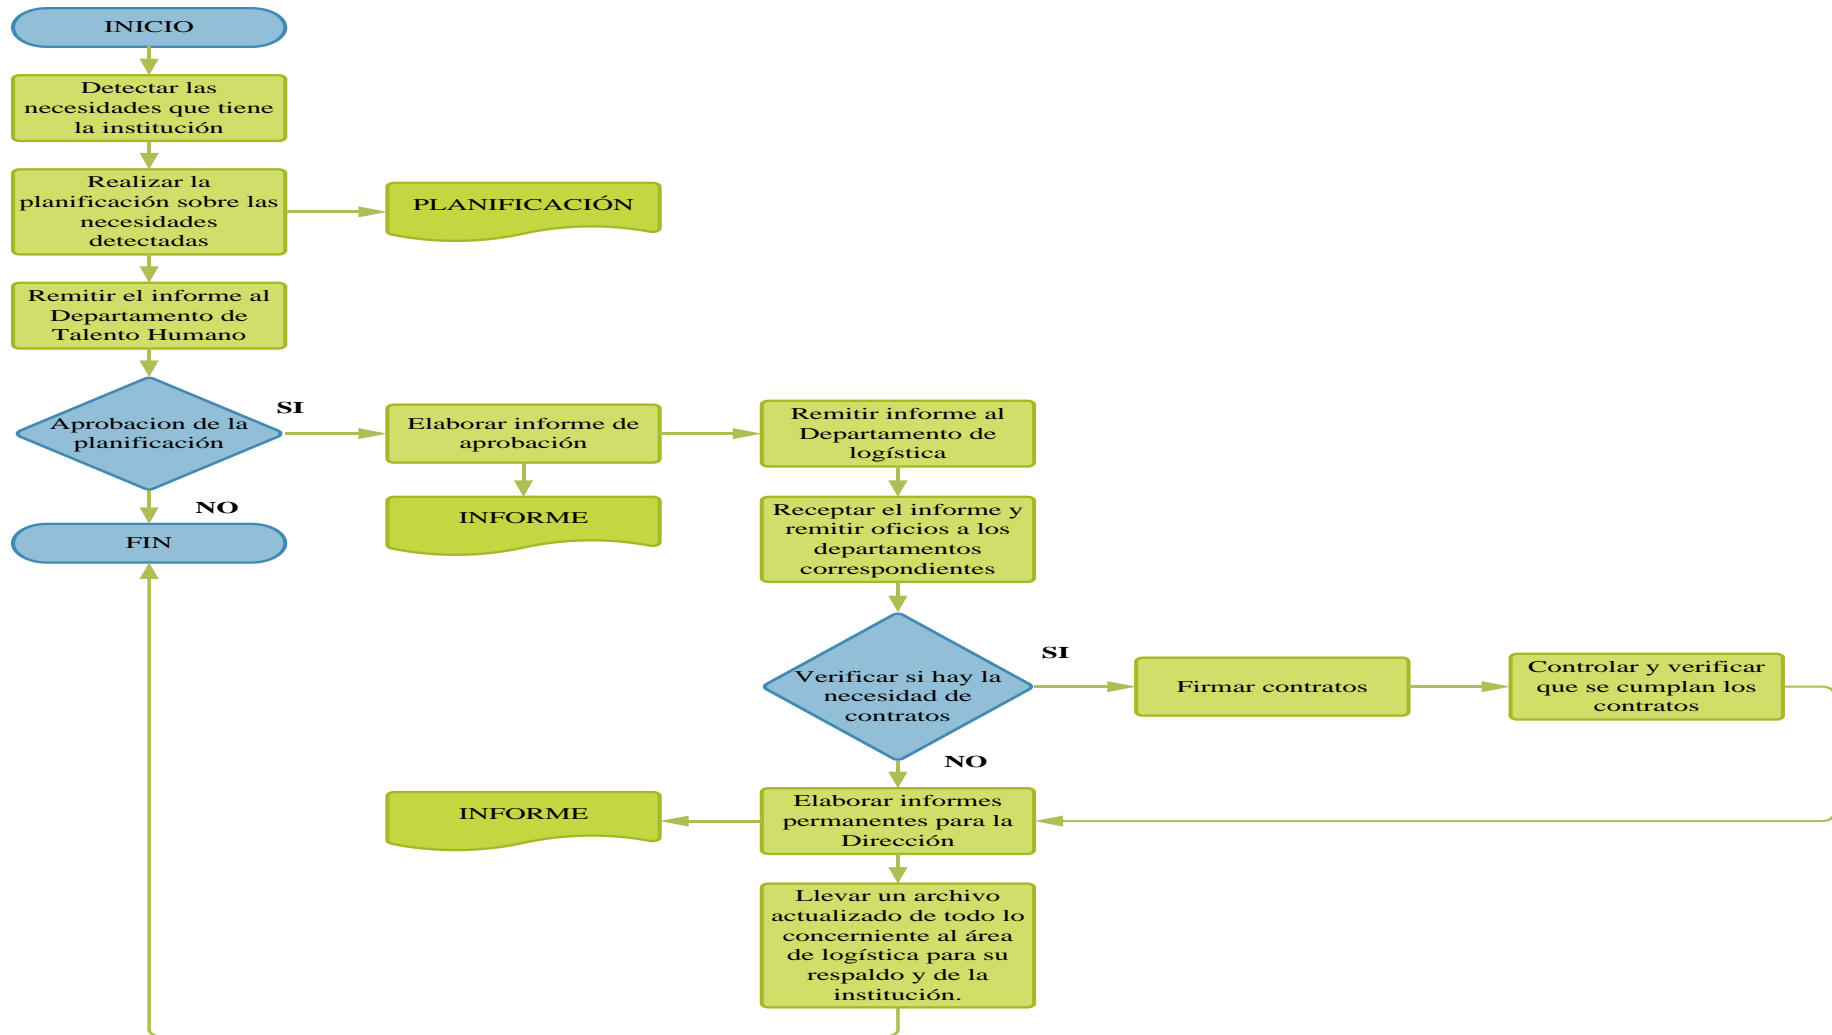 INICIO
Detectar las
necesidades que tiene
la institución
Realizar la
planificación sobre las
necesidades
detectadas
PLANIFICACIÓN
Remitir el informe al
Departamento de
Talento Humano
Aprobacion de la
planificación
SI
NO
FIN
Elaborar informe de
aprobación
INFORME
Remitir informe al
Departamento de
logística
Receptar el informe y
remitir oficios a los
departamentos
correspondientes
Verificar si hay la
necesidad de
contratos
SI
Firmar contratos
Controlar y verificar
que se cumplan los
contratos
NO
Elaborar informes
permanentes para la
Dirección
INFORME
Llevar un archivo
actualizado de todo lo
concerniente al área
de logística para su
respaldo y de la
institución.